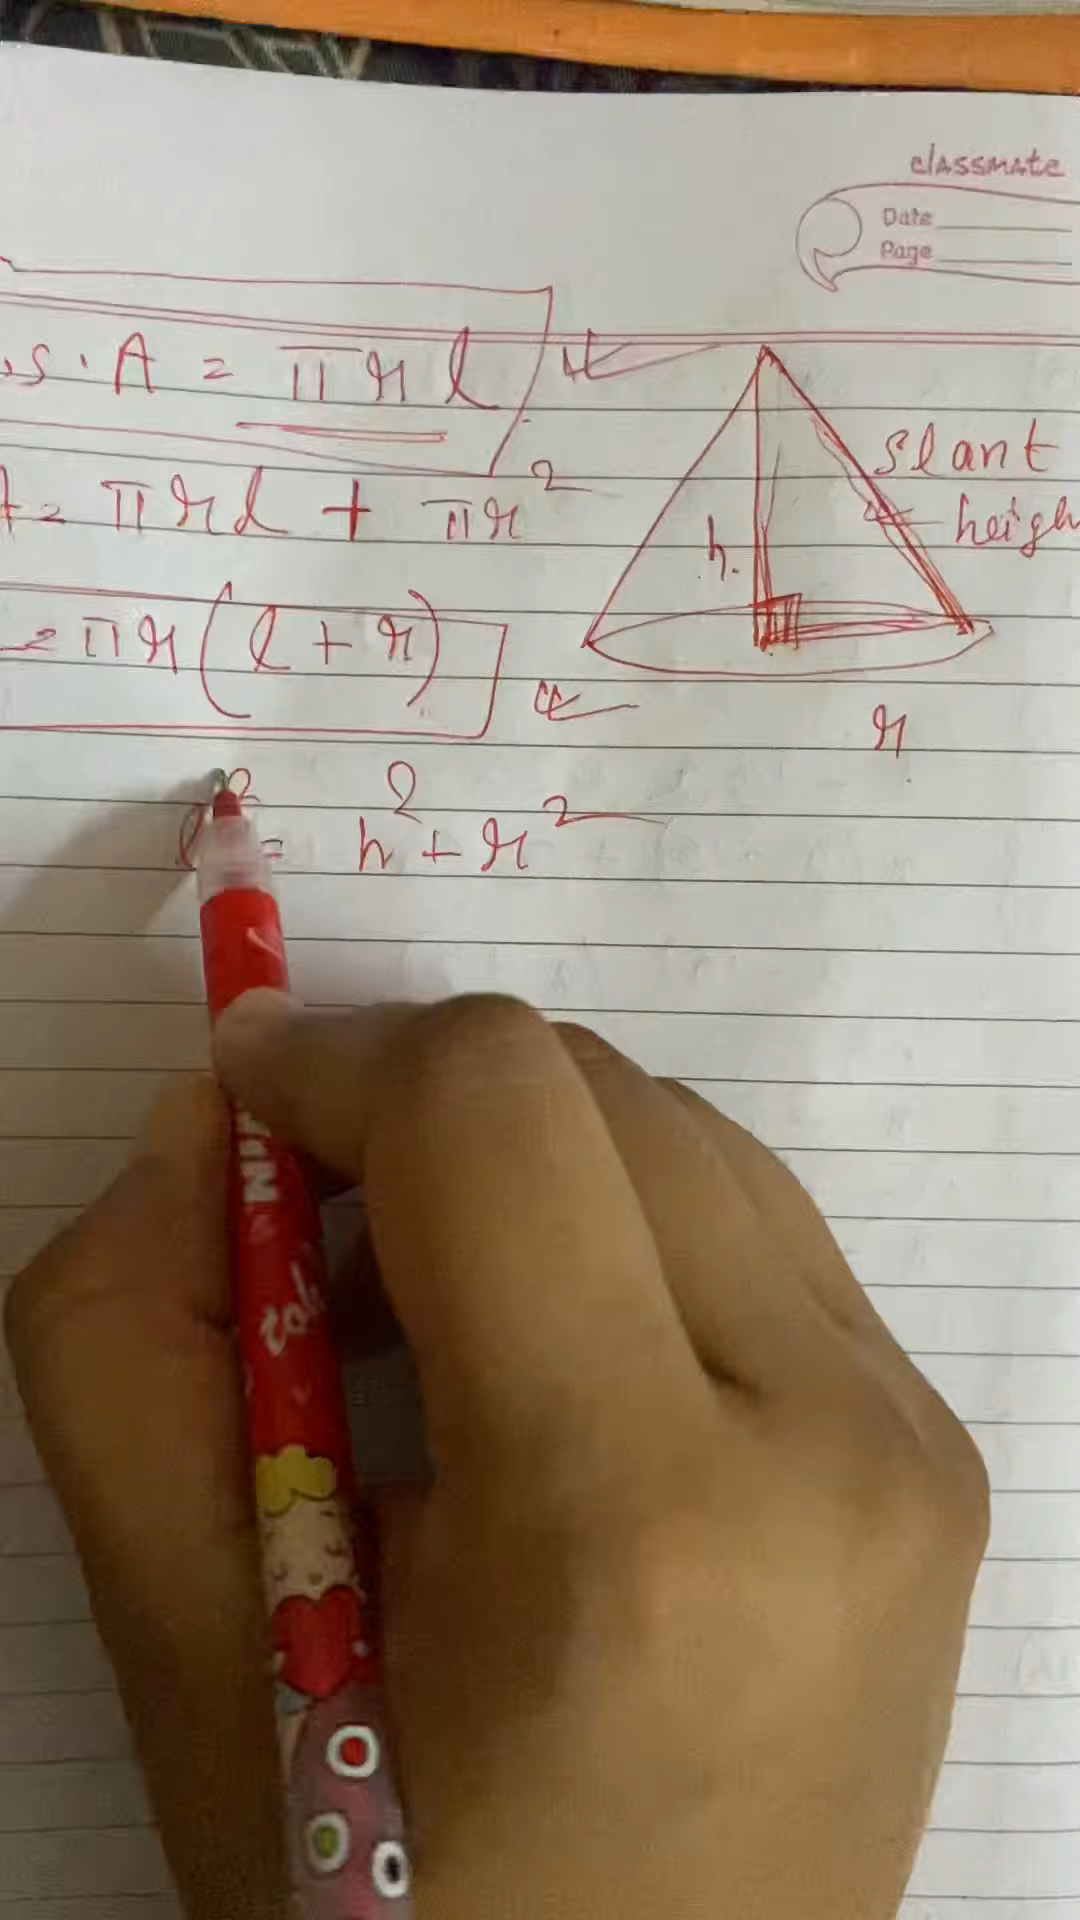 classmate
Date
Page
.S.A = πrl
A = πrl + πr²
slant
heigh
h.
= πr(l + r)
r
l² = h² + r²